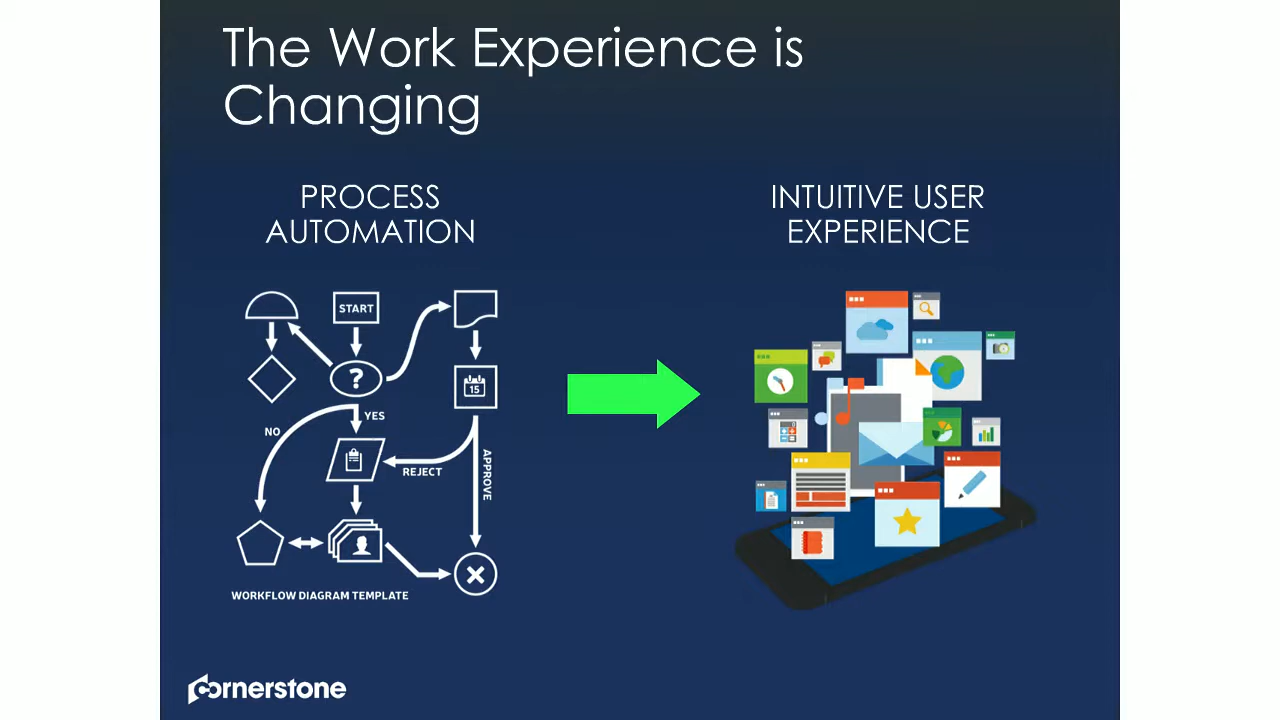 The Work Experience is
Changing
PROCESS
AUTOMATION
INTUITIVE USER
EXPERIENCE
START
?
15
YES
NO
REJECT
APPROVE
WORKFLOW DIAGRAM TEMPLATE
cornerstone